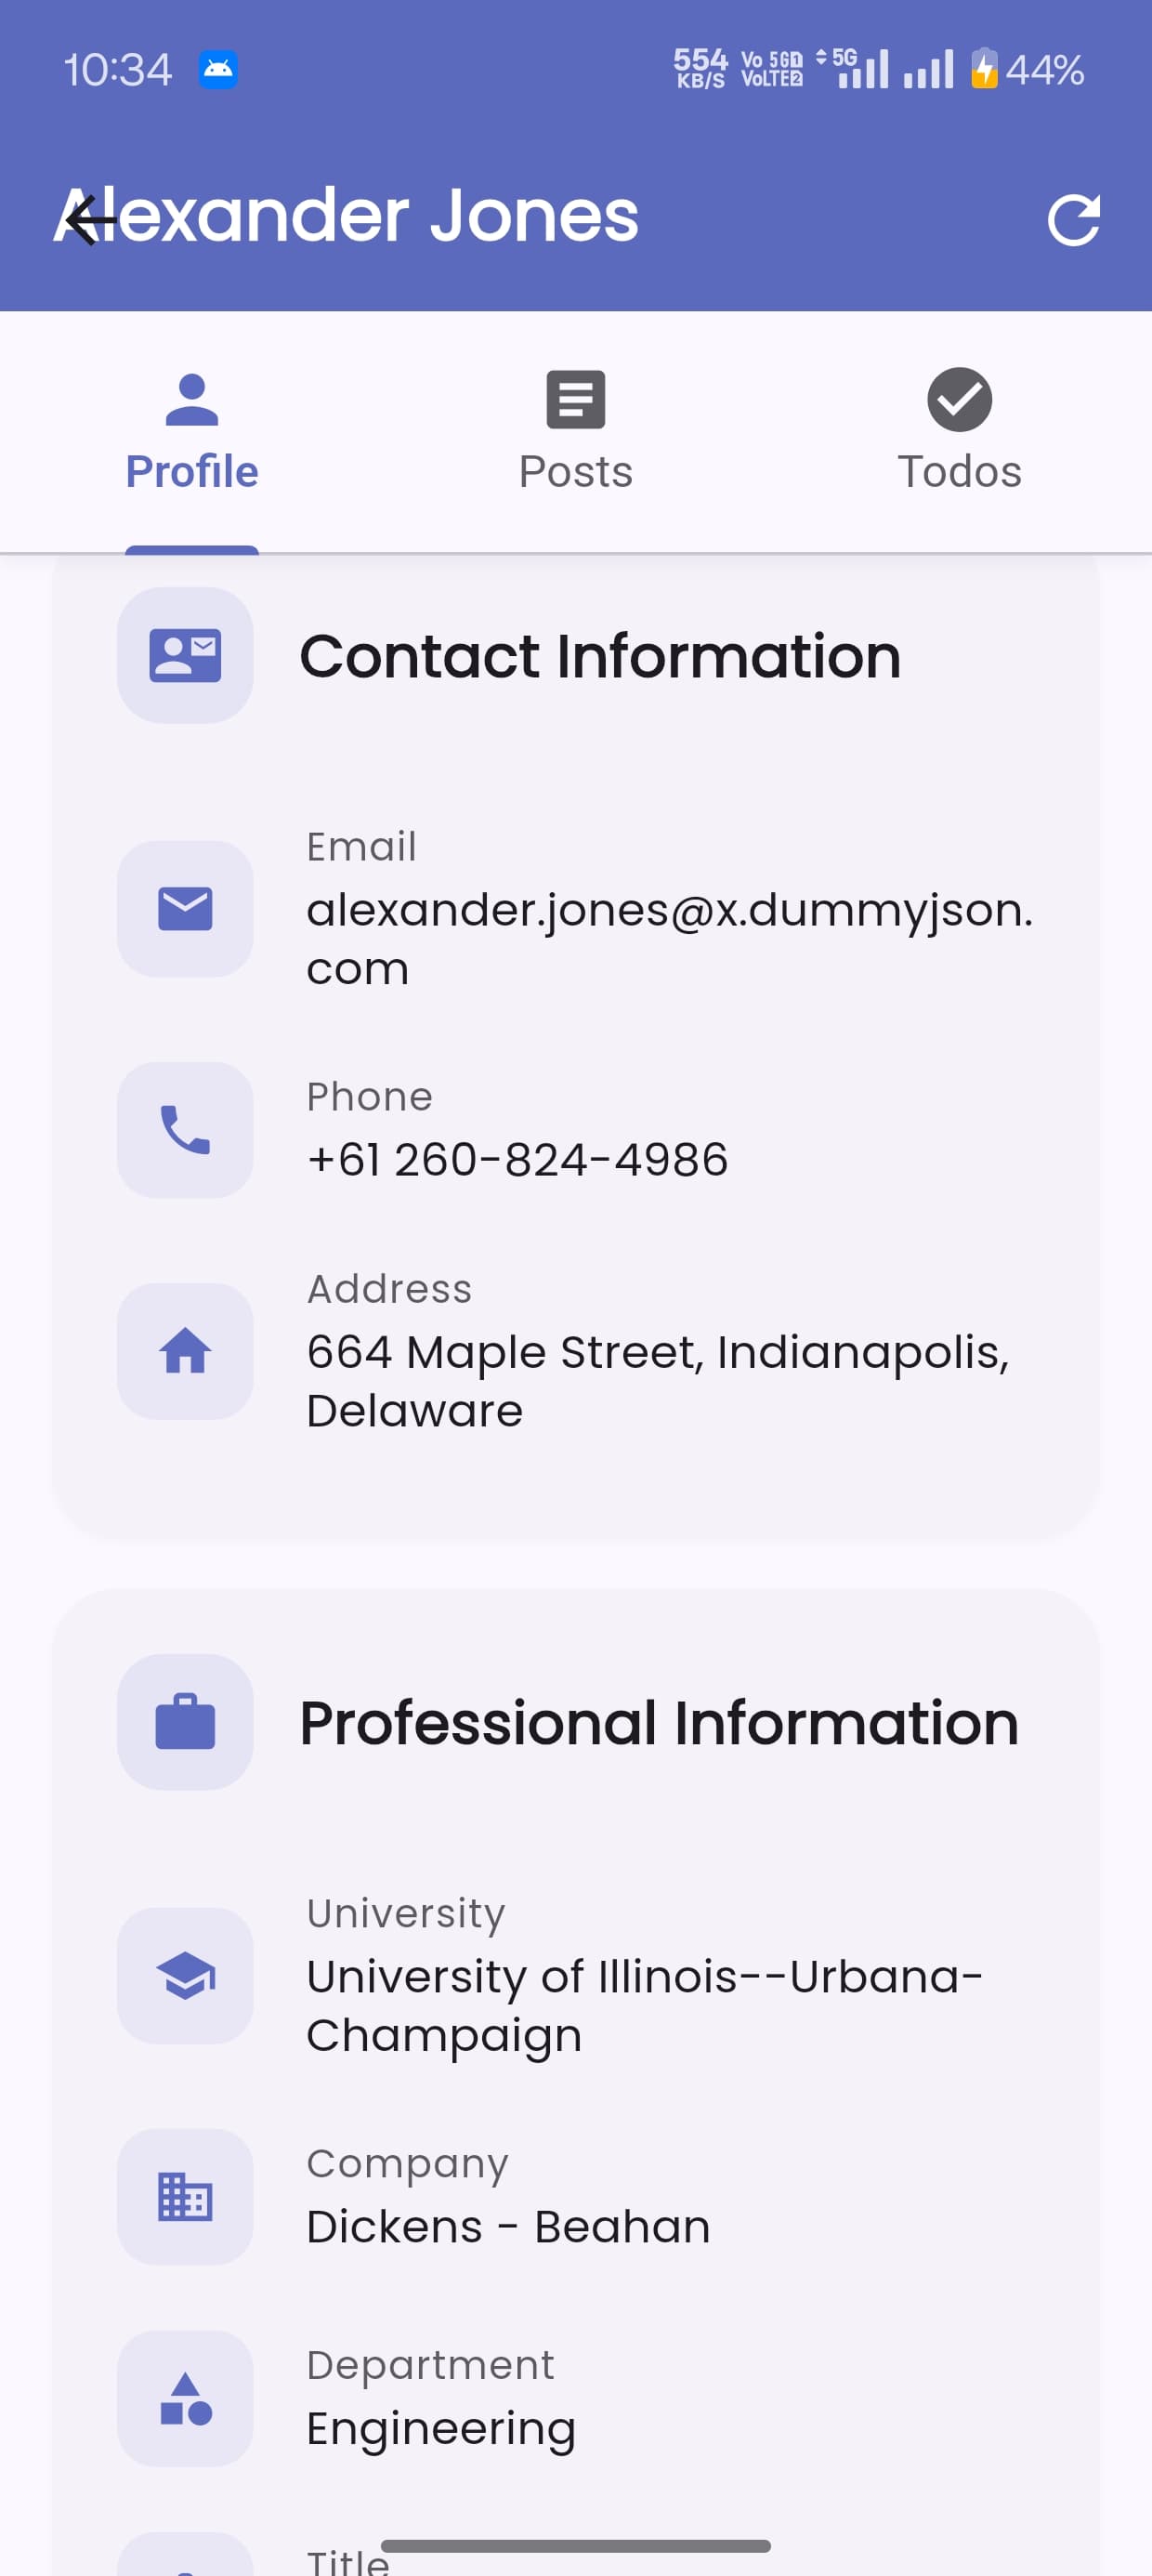 10:34
554 KB/S Vo 5G 1 VoLTE 2 5G 44%
Alexander Jones
Profile Posts Todos
Contact Information
Email
alexander.jones@x.dummyjson.
com
Phone
+61 260-824-4986
Address
664 Maple Street, Indianapolis,
Delaware
Professional Information
University
University of Illinois--Urbana-
Champaign
Company
Dickens - Beahan
Department
Engineering
Title